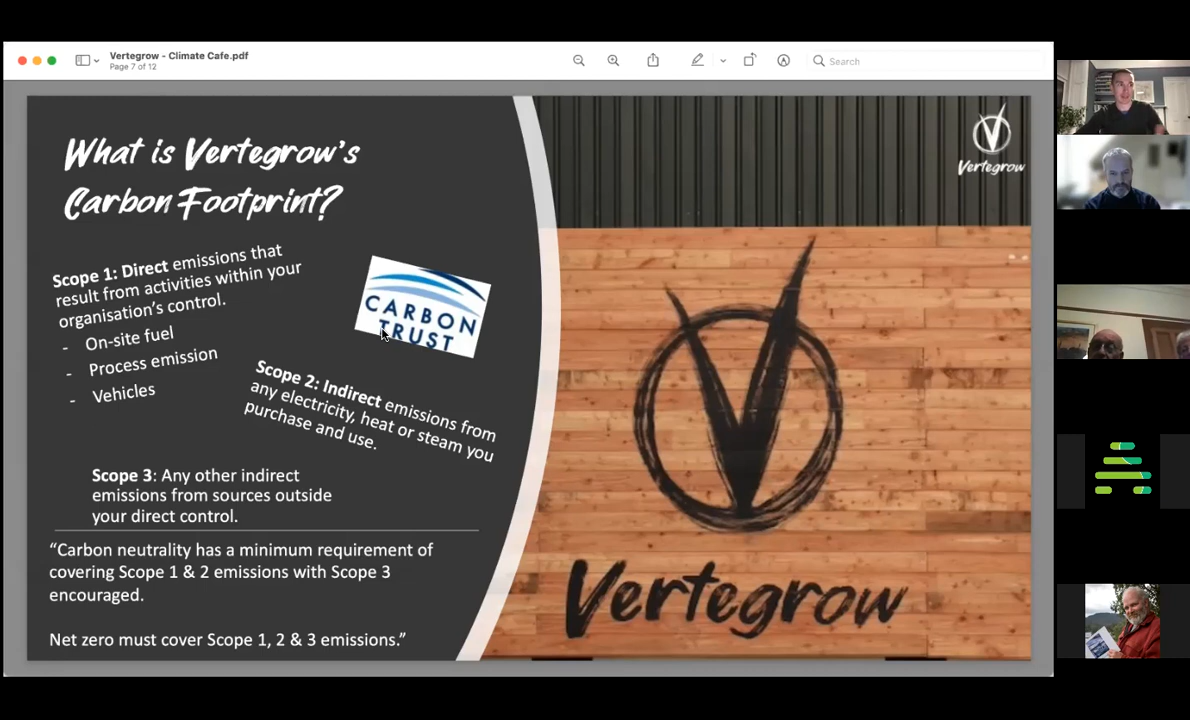 Vertegrow - Climate Cafe.pdf
Page 7 of 12
Search
What is Vertegrow's
Carbon Footprint?
Vertegrow
Scope 1: Direct emissions that
result from activities within your
organisation's control.
- On-site fuel
- Process emission
- Vehicles
CARBON
TRUST
Scope 2: Indirect emissions from
any electricity, heat or steam you
purchase and use.
Scope 3: Any other indirect
emissions from sources outside
your direct control.
“Carbon neutrality has a minimum requirement of
covering Scope 1 & 2 emissions with Scope 3
encouraged.
Net zero must cover Scope 1, 2 & 3 emissions.”
Vertegrow